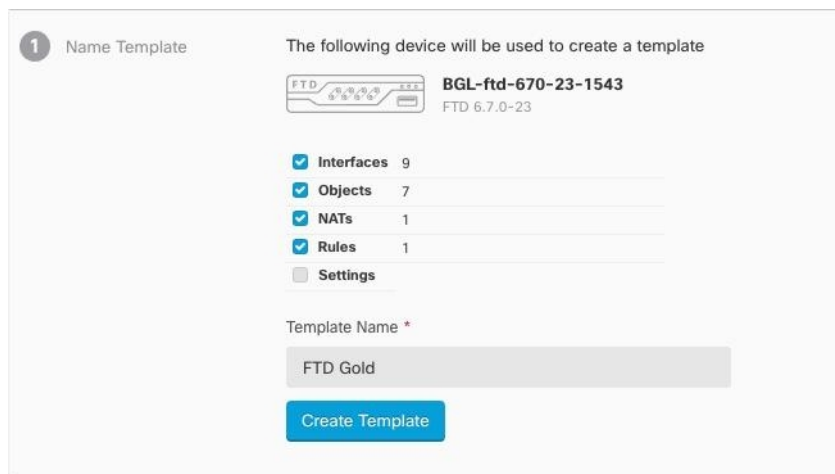 1 Name Template
The following device will be used to create a template
FTD
BGL-ftd-670-23-1543
FTD 6.7.0-23
Interfaces 9
Objects 7
NATs 1
Rules 1
Settings
Template Name *
FTD Gold
Create Template